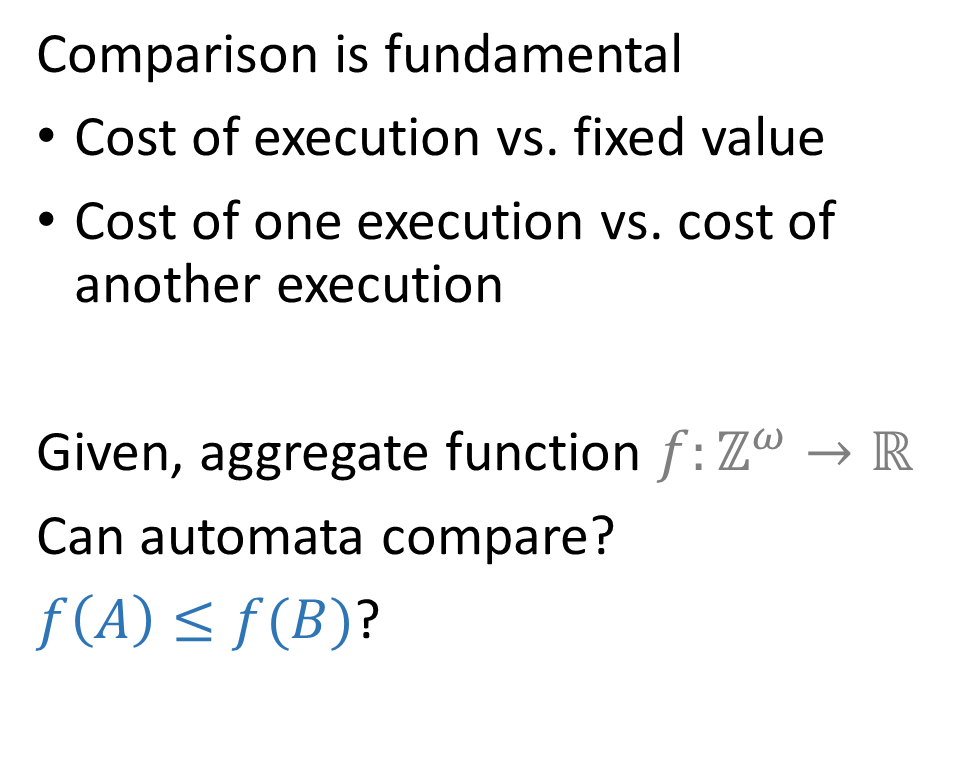 Comparison is fundamental
• Cost of execution vs. fixed value
• Cost of one execution vs. cost of
another execution
Given, aggregate function 𝑓: ℤ^𝜔 → ℝ
Can automata compare?
𝑓(𝐴) ≤ 𝑓(𝐵)?